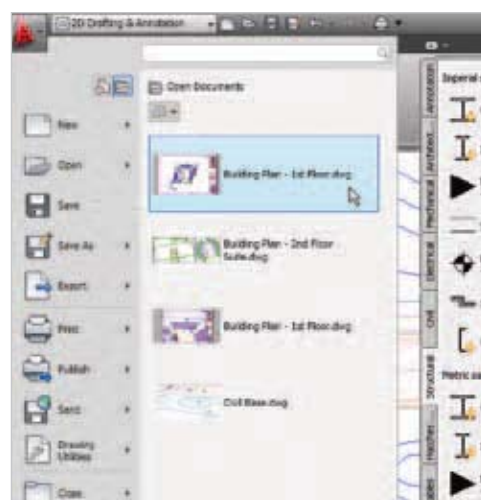 2D Drafting & Annotation
Open Documents
New
Open
Save
Save As
Export
Print
Publish
Send
Drawing
Utilities
Close
Building Plan - 1st Floor.dwg
Building Plan - 2nd Floor
Suite.dwg
Building Plan - 1st Floor.dwg
Civil Base.dwg
Annotation
Architect...
Mechanical
Electrical
Civil
Structural
Hatches...
Imperial
Metric